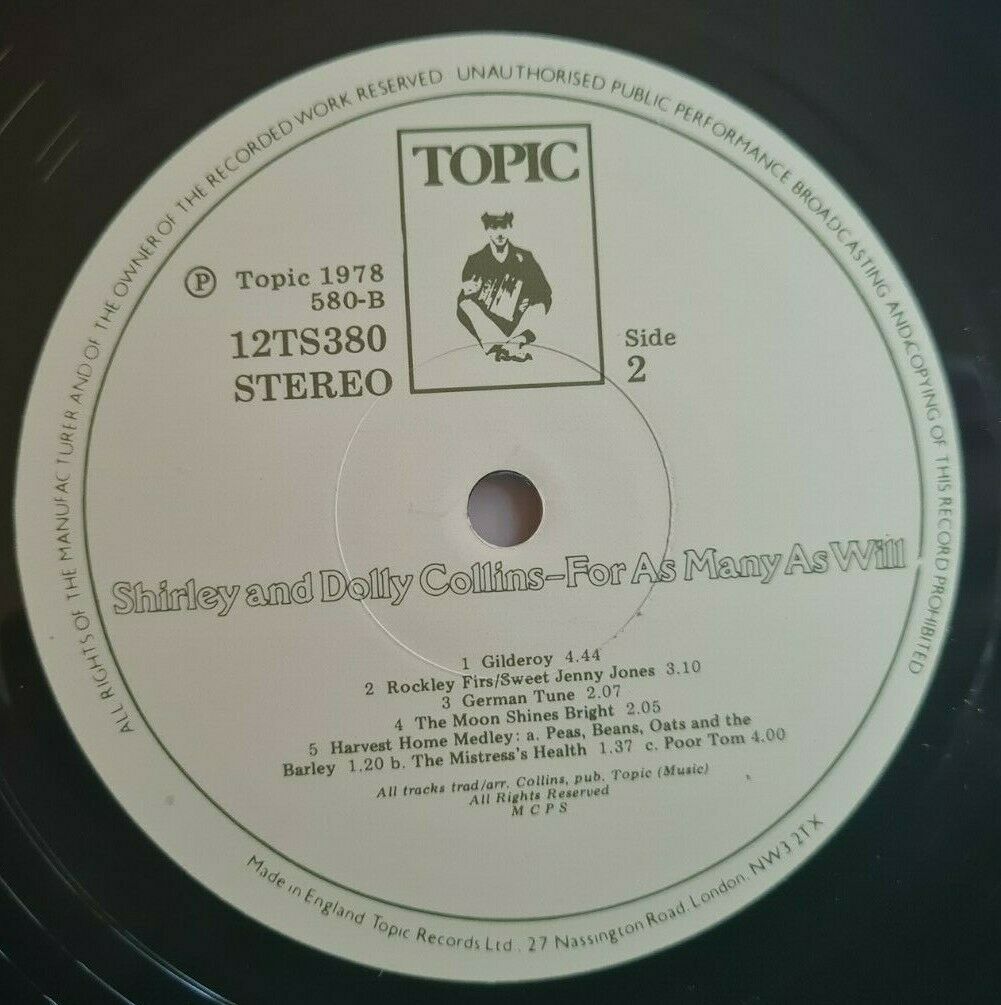 ALL RIGHTS OF THE MANUFACTURER AND OF THE OWNER OF THE RECORDED WORK RESERVED UNAUTHORISED PUBLIC PERFORMANCE BROADCASTING AND COPYING OF THIS RECORD PROHIBITED
TOPIC
Ⓟ Topic 1978
580-B
12TS380
STEREO
Side
2
Shirley and Dolly Collins–For As Many As Will
1 Gilderoy 4.44
2 Rockley Firs/Sweet Jenny Jones 3.10
3 German Tune 2.07
4 The Moon Shines Bright 2.05
5 Harvest Home Medley: a. Peas, Beans, Oats and the
Barley 1.20 b. The Mistress's Health 1.37 c. Poor Tom 4.00
All tracks trad/arr. Collins, pub. Topic (Music)
All Rights Reserved
MCPS
Made in England Topic Records Ltd., 27 Nassington Road, London, NW3 2TX